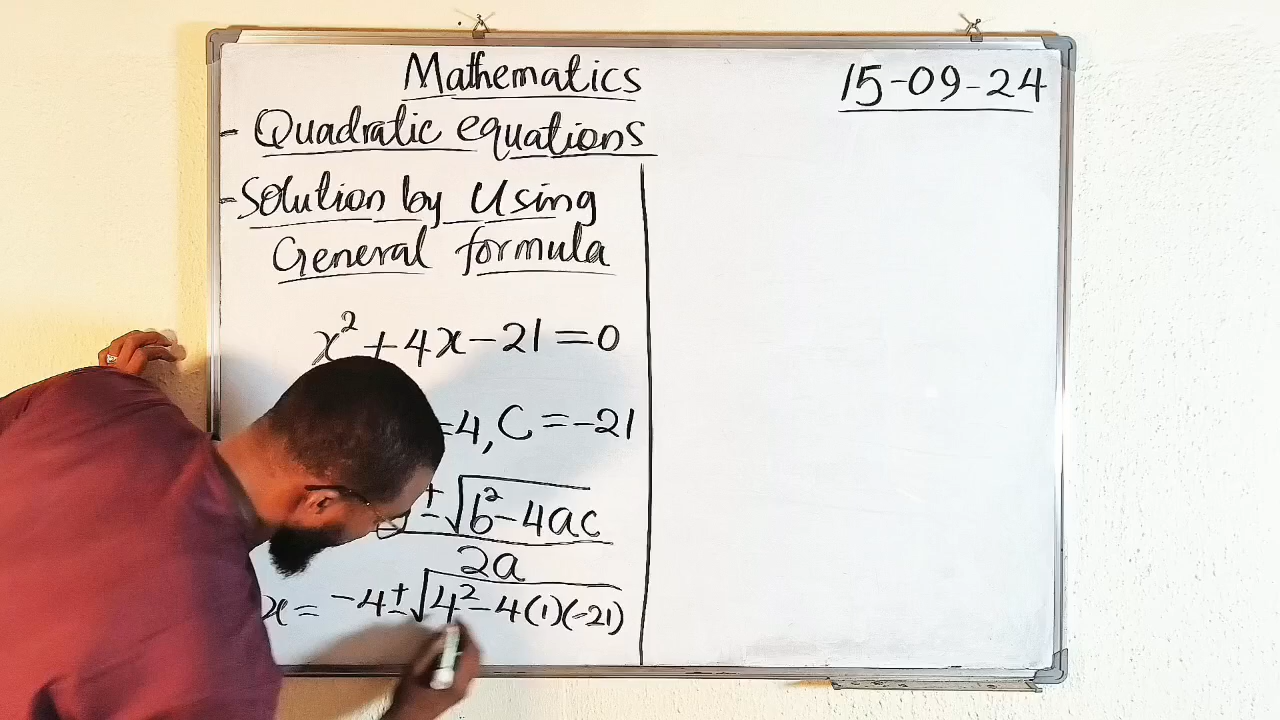 Mathematics
15-09-24
- Quadratic equations
- Solution by Using
General formula
x² + 4x - 21 = 0
=4, C = -21
± √b² - 4ac
2a
x = -4 ± √4² - 4(1)(-21)